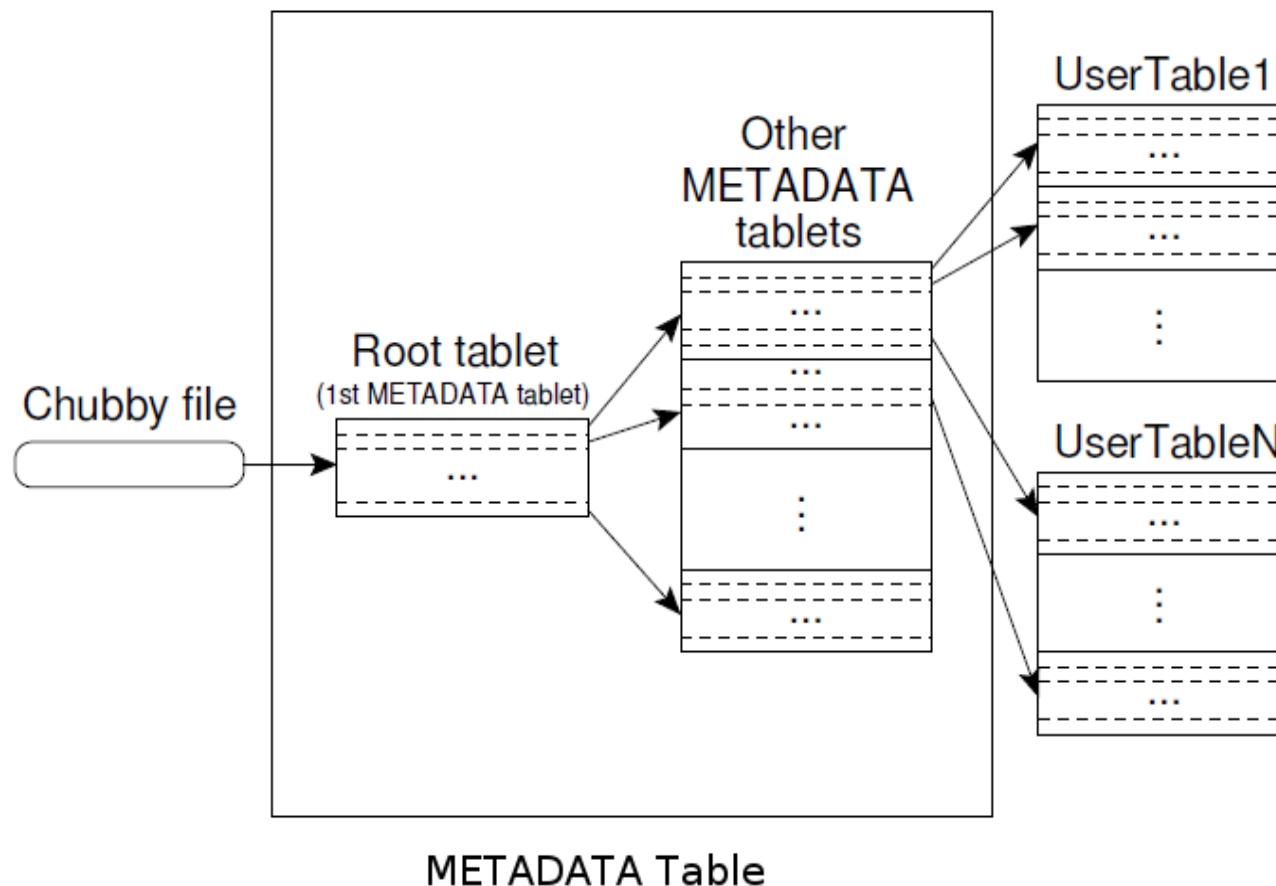 Chubby file
Root tablet
(1st METADATA tablet)
...
Other
METADATA
tablets
...
...
...
⋮
...
UserTable1
...
...
⋮
UserTableN
...
⋮
...
METADATA Table